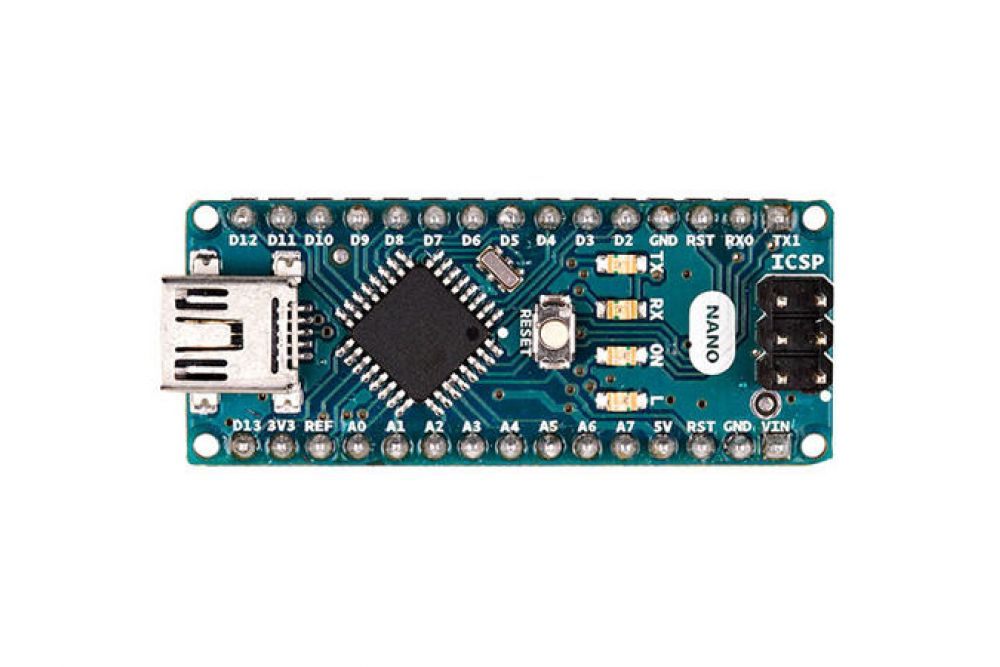 D12 D11 D10 D9 D8 D7 D6 D5 D4 D3 D2 GND RST RX0 TX1
ICSP
TX
RX
ON
L
RESET
NANO
D13 3V3 REF A0 A1 A2 A3 A4 A5 A6 A7 5V RST GND VIN